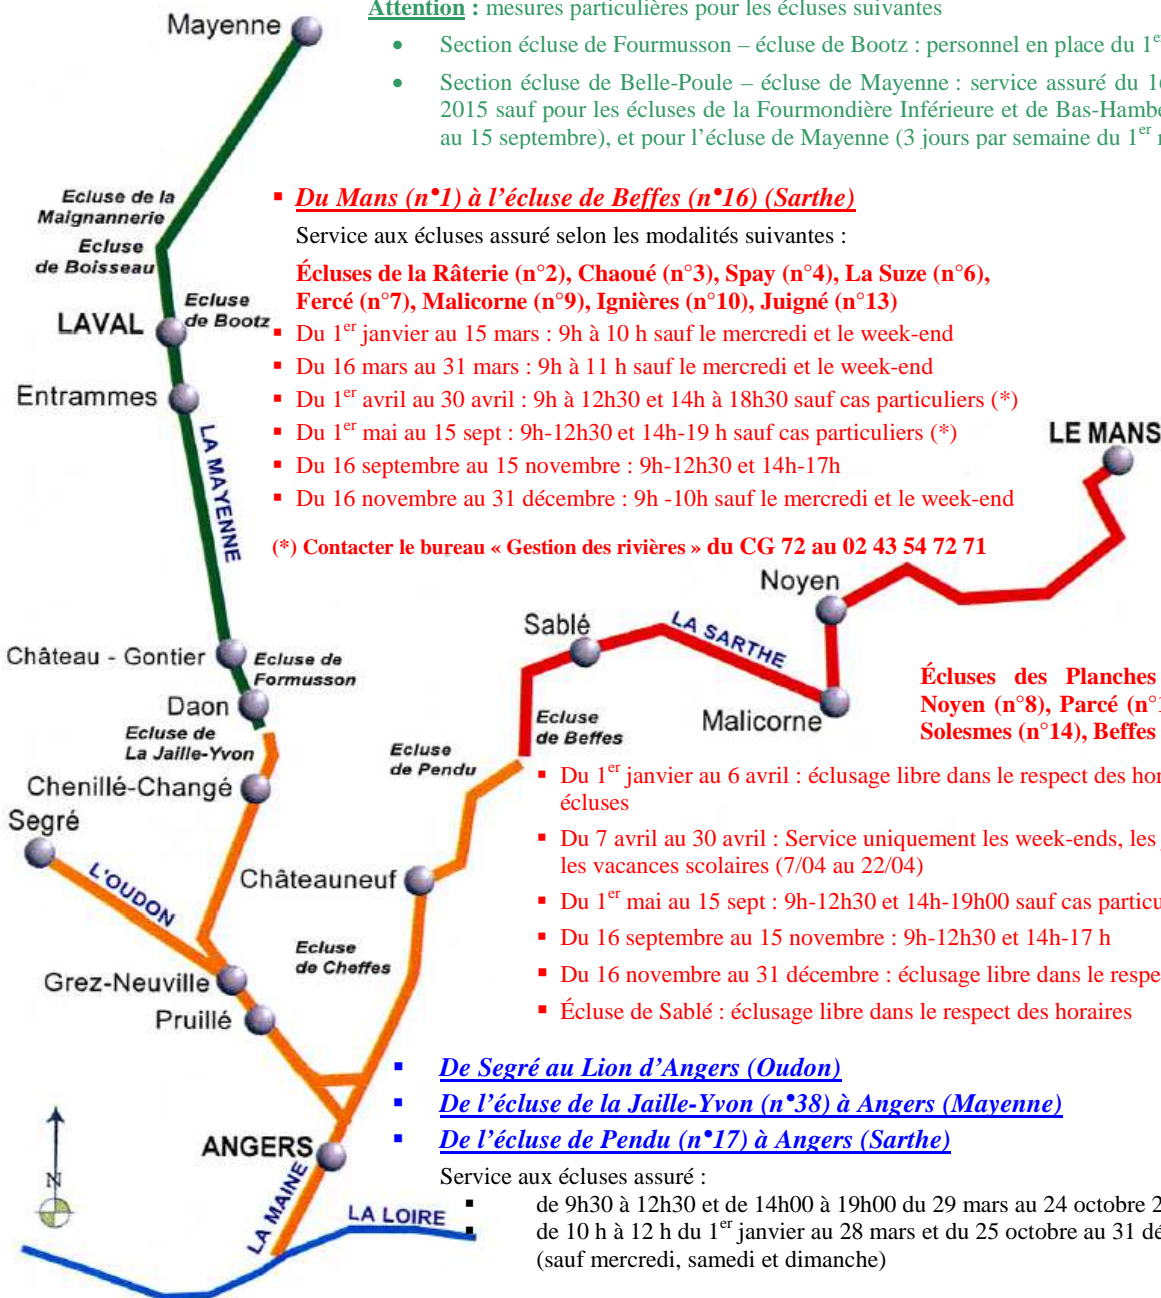 Attention : mesures particulières pour les écluses suivantes
Mayenne
• Section écluse de Fourmusson – écluse de Bootz : personnel en place du 1er
• Section écluse de Belle-Poule – écluse de Mayenne : service assuré du 16
2015 sauf pour les écluses de la Fourmondière Inférieure et de Bas-Hambe
au 15 septembre), et pour l’écluse de Mayenne (3 jours par semaine du 1er
Ecluse de la
Maignannerie
Ecluse
de Boisseau
Ecluse
de Bootz
LAVAL
Entrammes
LA MAYENNE
▪ Du Mans (n°1) à l’écluse de Beffes (n°16) (Sarthe)
Service aux écluses assuré selon les modalités suivantes :
Écluses de la Râterie (n°2), Chaoué (n°3), Spay (n°4), La Suze (n°6),
Fercé (n°7), Malicorne (n°9), Ignières (n°10), Juigné (n°13)
▪ Du 1er janvier au 15 mars : 9h à 10 h sauf le mercredi et le week-end
▪ Du 16 mars au 31 mars : 9h à 11 h sauf le mercredi et le week-end
▪ Du 1er avril au 30 avril : 9h à 12h30 et 14h à 18h30 sauf cas particuliers (*)
▪ Du 1er mai au 15 sept : 9h-12h30 et 14h-19 h sauf cas particuliers (*)
▪ Du 16 septembre au 15 novembre : 9h-12h30 et 14h-17h
▪ Du 16 novembre au 31 décembre : 9h -10h sauf le mercredi et le week-end
(*) Contacter le bureau « Gestion des rivières » du CG 72 au 02 43 54 72 71
LE MANS
Noyen
Sablé
LA SARTHE
Malicorne
Château - Gontier
Ecluse de
Formusson
Daon
Ecluse de
La Jaille-Yvon
Chenillé-Changé
Segré
L'OUDON
Ecluse
de Beffes
Ecluse
de Pendu
Châteauneuf
Ecluse
de Cheffes
Grez-Neuville
Pruillé
Écluses des Planches
Noyen (n°8), Parcé (n°1
Solesmes (n°14), Beffes
▪ Du 1er janvier au 6 avril : éclusage libre dans le respect des hor
écluses
▪ Du 7 avril au 30 avril : Service uniquement les week-ends, les
les vacances scolaires (7/04 au 22/04)
▪ Du 1er mai au 15 sept : 9h-12h30 et 14h-19h00 sauf cas particu
▪ Du 16 septembre au 15 novembre : 9h-12h30 et 14h-17 h
▪ Du 16 novembre au 31 décembre : éclusage libre dans le respe
▪ Écluse de Sablé : éclusage libre dans le respect des horaires
▪ De Segré au Lion d’Angers (Oudon)
▪ De l’écluse de la Jaille-Yvon (n°38) à Angers (Mayenne)
▪ De l’écluse de Pendu (n°17) à Angers (Sarthe)
Service aux écluses assuré :
▪ de 9h30 à 12h30 et de 14h00 à 19h00 du 29 mars au 24 octobre 2
▪ de 10 h à 12 h du 1er janvier au 28 mars et du 25 octobre au 31 dé
(sauf mercredi, samedi et dimanche)
ANGERS
LA MAINE
LA LOIRE
N